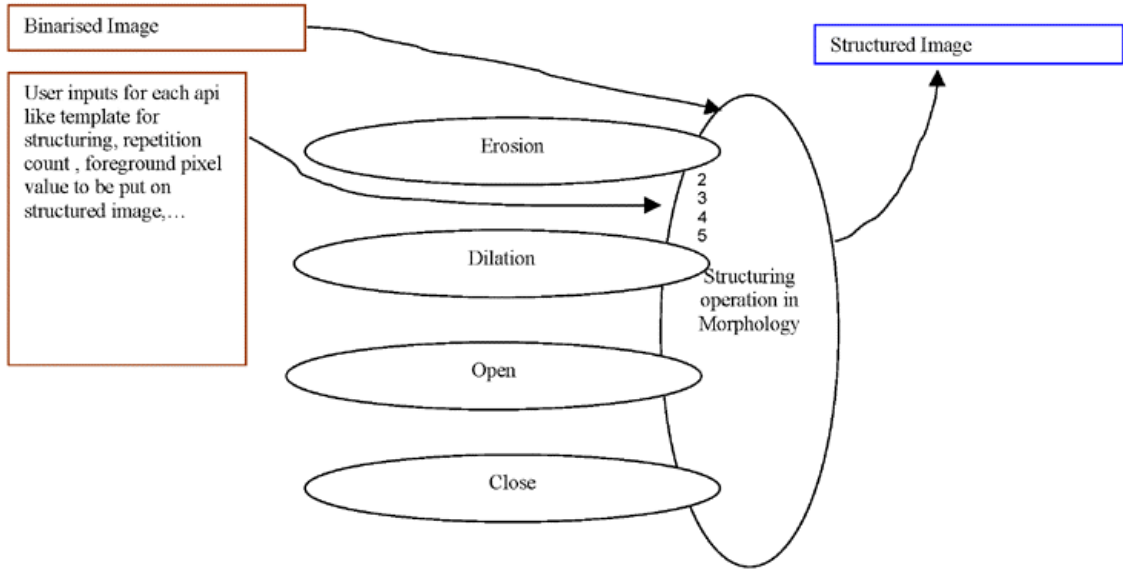 Binarised Image
Structured Image
User inputs for each api
like template for
structuring, repetition
count , foreground pixel
value to be put on
structured image,…
Erosion
2
3
4
5
Dilation
Structuring
operation in
Morphology
Open
Close